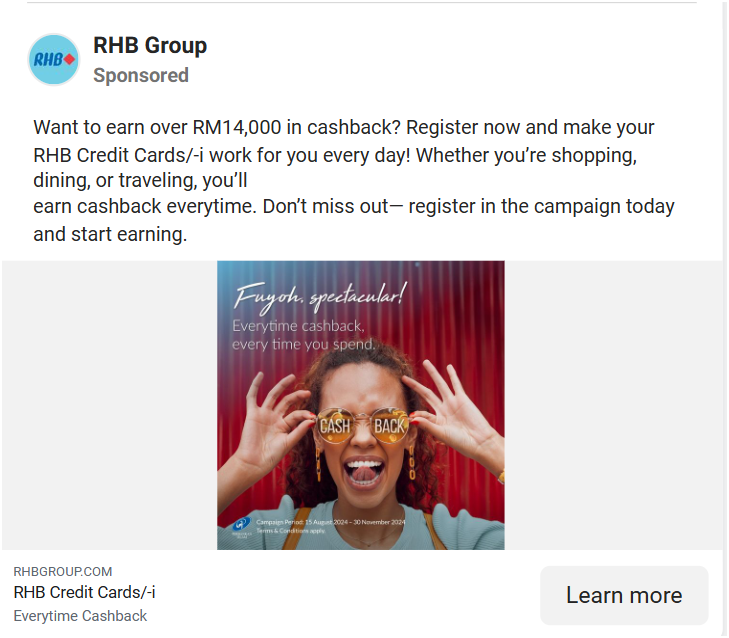 RHB
RHB Group
Sponsored
Want to earn over RM14,000 in cashback? Register now and make your
RHB Credit Cards/-i work for you every day! Whether you’re shopping,
dining, or traveling, you’ll
earn cashback everytime. Don’t miss out— register in the campaign today
and start earning.
Fuyoh, spectacular!
Everytime cashback,
every time you spend.
CASH BACK
Campaign Period: 15 August 2024 – 30 November 2024
Terms & Conditions apply.
RHBGROUP.COM
RHB Credit Cards/-i
Everytime Cashback
Learn more